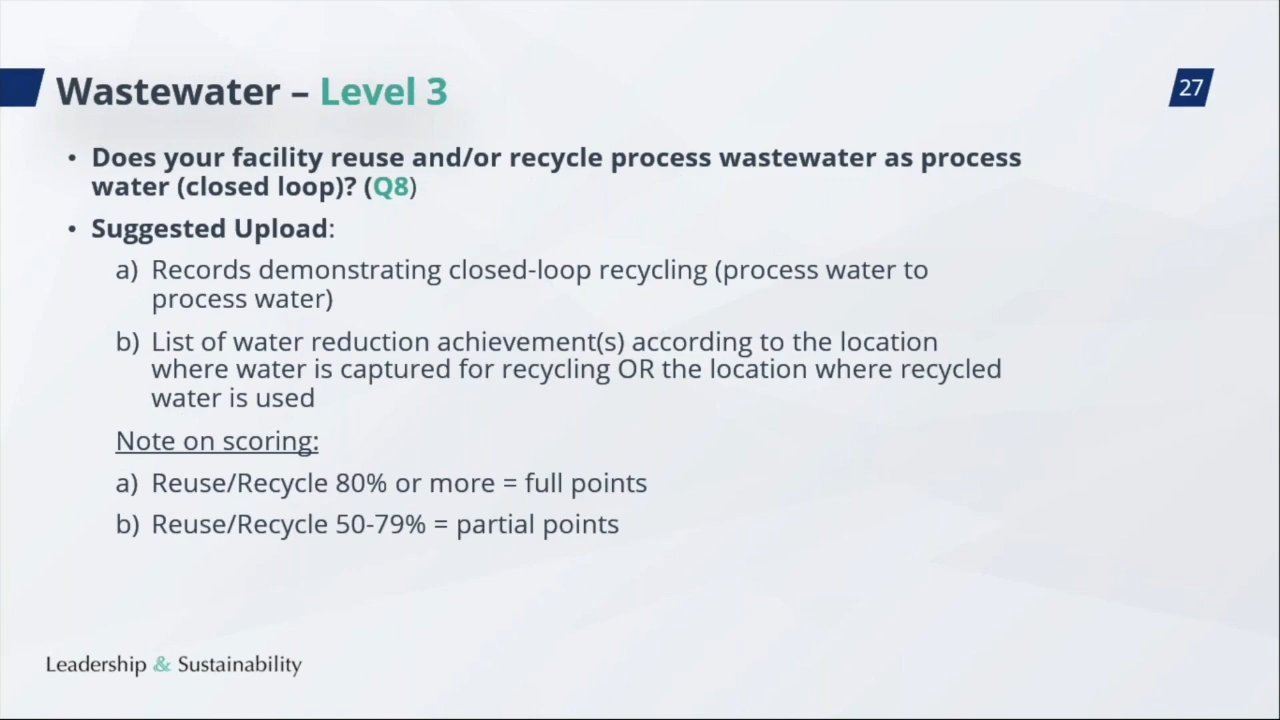 Wastewater – Level 3
27
• Does your facility reuse and/or recycle process wastewater as process
water (closed loop)? (Q8)
• Suggested Upload:
a) Records demonstrating closed-loop recycling (process water to
process water)
b) List of water reduction achievement(s) according to the location
where water is captured for recycling OR the location where recycled
water is used
Note on scoring:
a) Reuse/Recycle 80% or more = full points
b) Reuse/Recycle 50-79% = partial points
Leadership & Sustainability